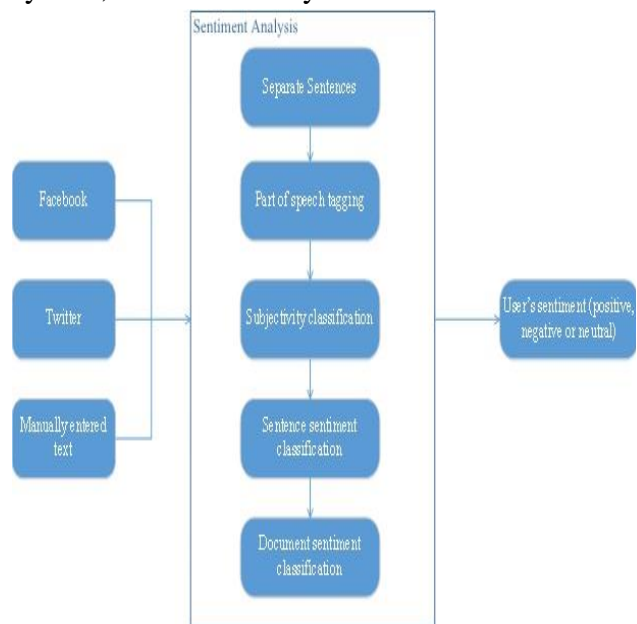 Sentiment Analysis
Separate Sentences
Part of speech tagging
Subjectivity classification
Sentence sentiment
classification
Document sentiment
classification
Facebook
Twitter
Manually entered
text
User's sentiment (positive,
negative or neutral)